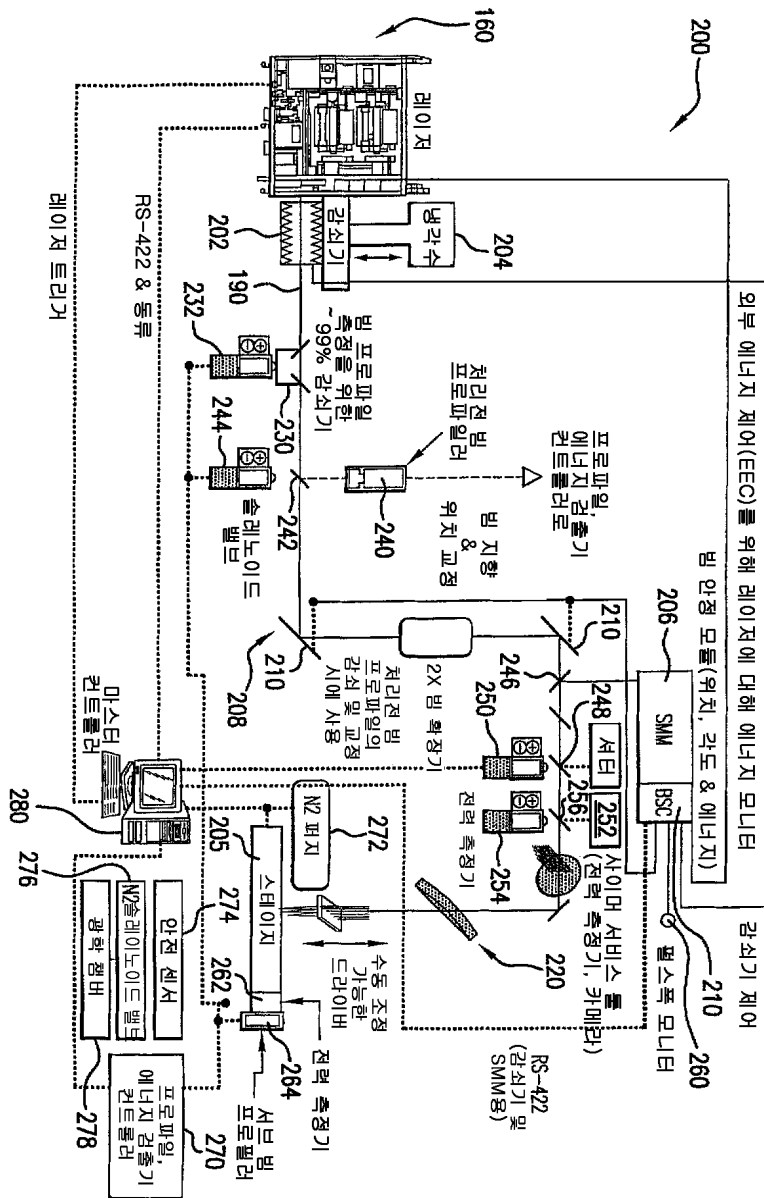 200
160
레이저
레이저 트리거
RS-422 & 동류
202
감쇠기
냉각수
204
190
232
빔 프로파일
측정을 위한
~ 99% 감쇠기
230
244
242
솔레노이드
밸브
처리전 빔
프로파일러
240
프로파일,
에너지 검출기
컨트롤러로
빔 지향
&
위치 교정
208
210
처리전 빔
프로파일의
감쇠 및 교정
시에 사용
2X 빔 확장기
210
246
206
SMM
BSC
외부 에너지 제어(EEC)를 위해 레이저에 대해 에너지 모니터
빔 안정 모듈(위치, 각도 & 에너지)
248
셔터
250
256
252
254
전력 측정기
사이머 서비스 툴
(전력 측정기, 카메라)
감쇠기 제어
210
펄스폭 모니터
260
220
마스터
컨트롤러
280
205
스테이지
N2 퍼지
272
수동 조정
가능한
드라이버
262
264
전력 측정기
서브 빔
프로필러
RS-422
(감쇠기 및
SMM용)
276
안전 센서
274
N2솔레이노이드 밸브
광학 챔버
278
프로파일,
에너지 검출기
컨트롤러
270